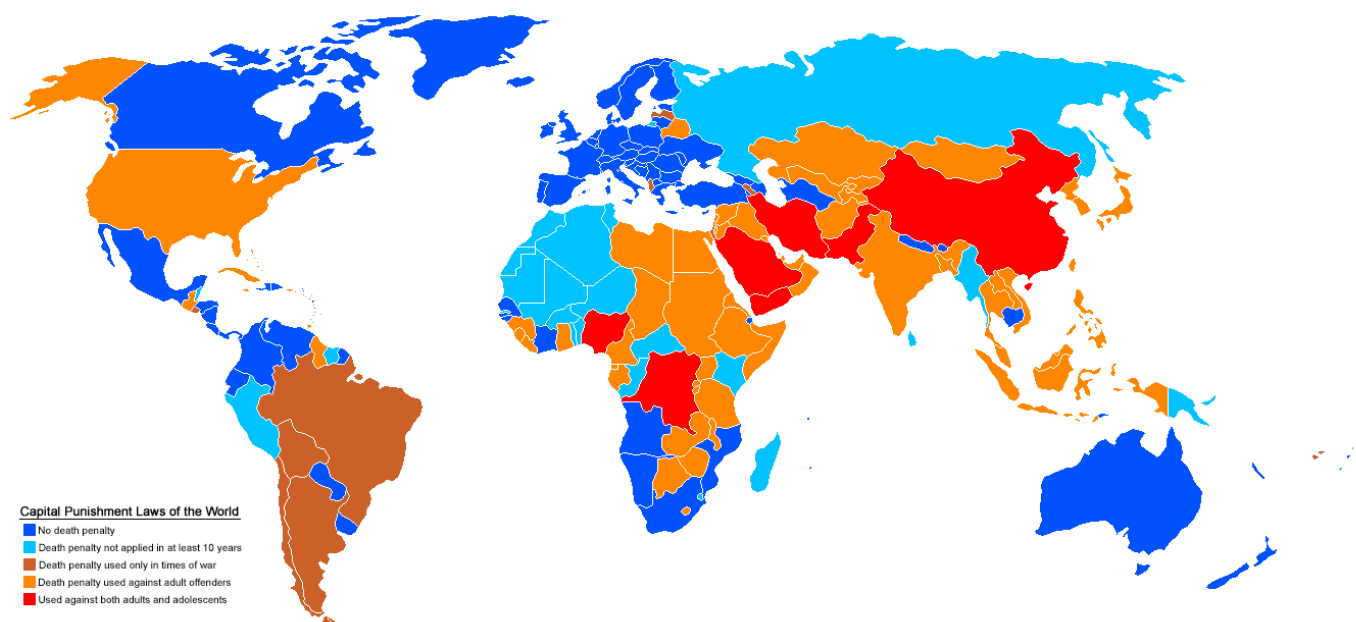 Capital Punishment Laws of the World
No death penalty
Death penalty not applied in at least 10 years
Death penalty used only in times of war
Death penalty used against adult offenders
Used against both adults and adolescents